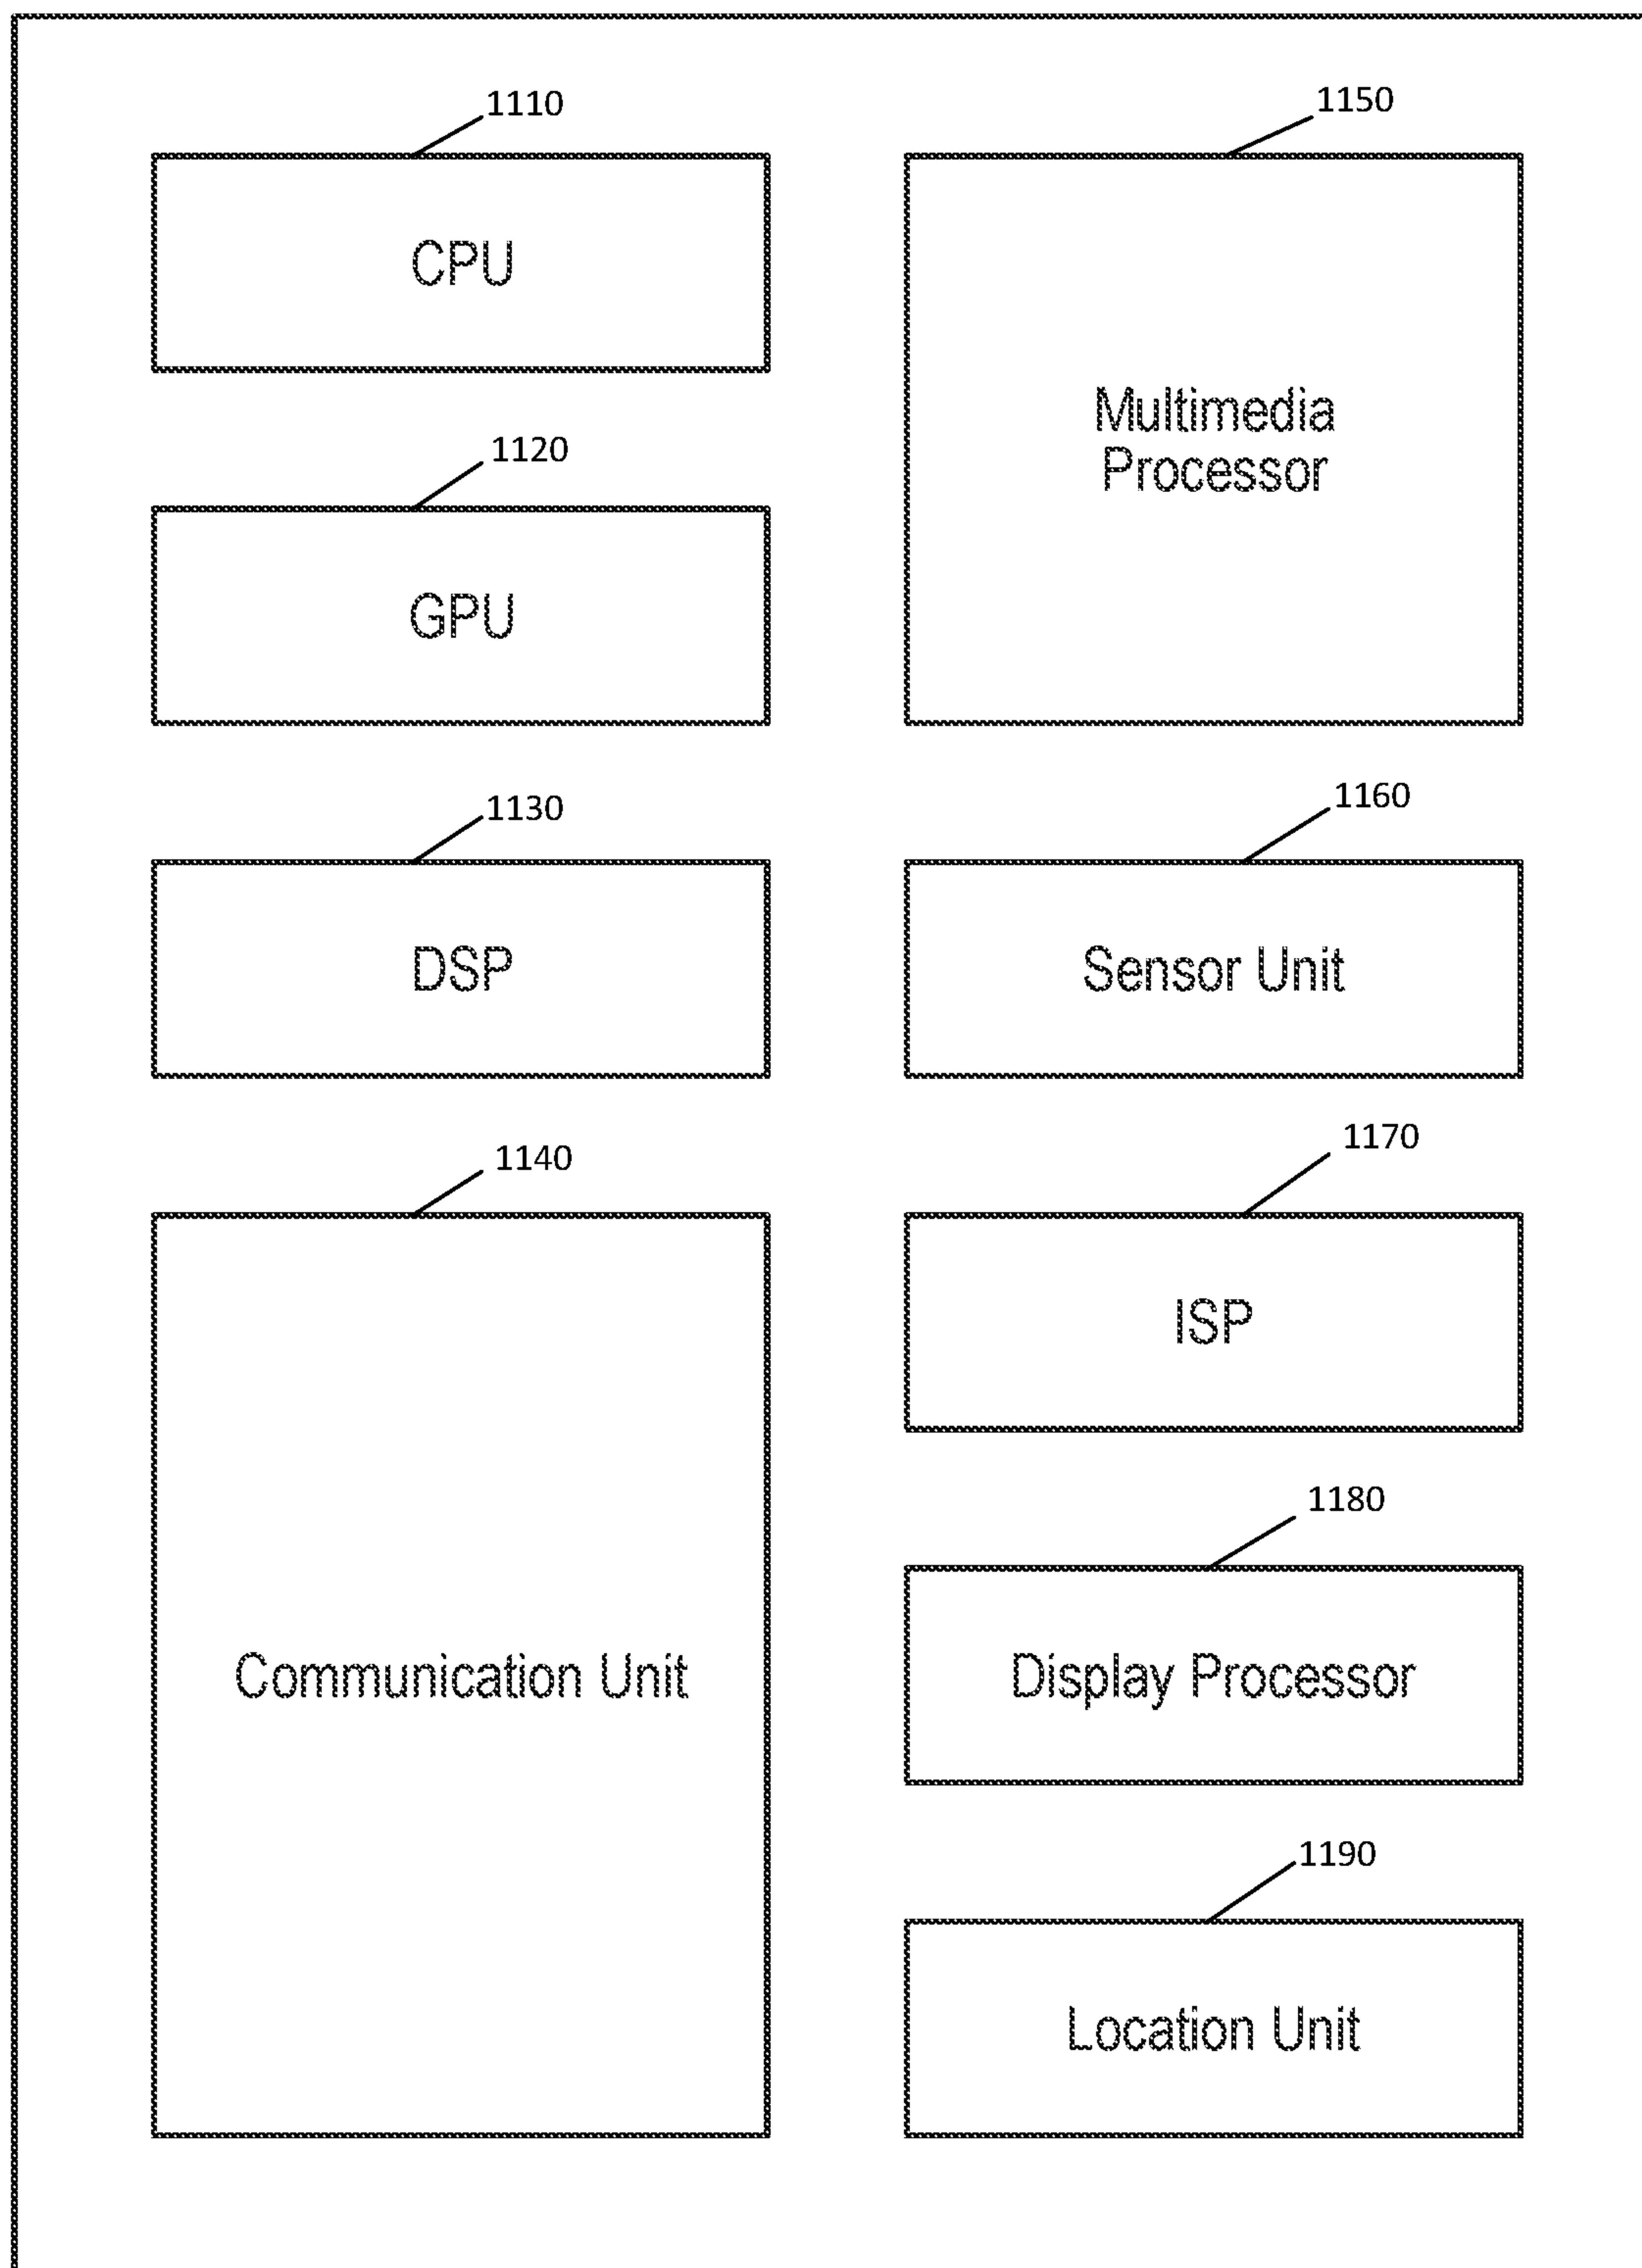 1110
CPU
1120
GPU
1130
DSP
1140
Communication Unit
1150
Multimedia
Processor
1160
Sensor Unit
1170
ISP
1180
Display Processor
1190
Location Unit